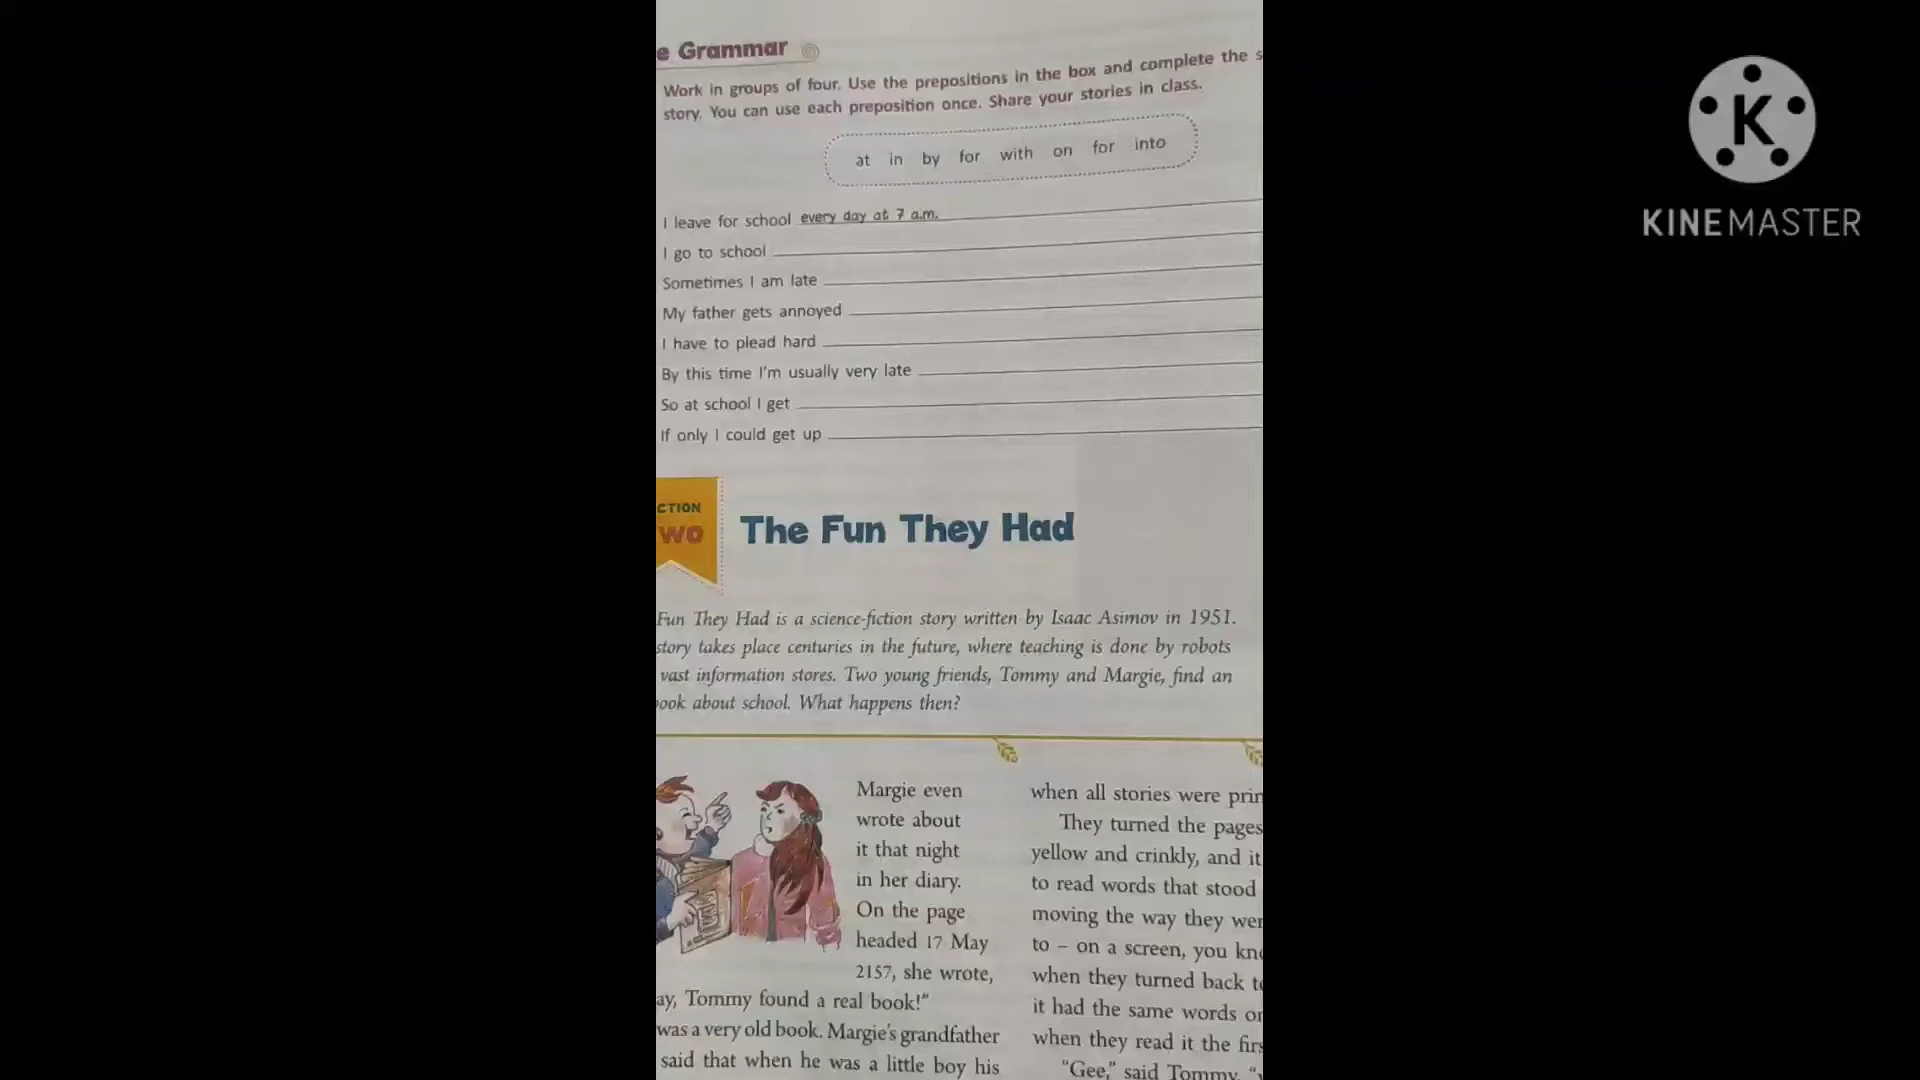 e Grammar
Work in groups of four. Use the prepositions in the box and complete the s
story. You can use each preposition once. Share your stories in class.
at in by for with on for into
I leave for school every day at 7 a.m.
I go to school
Sometimes I am late
My father gets annoyed
I have to plead hard
By this time I'm usually very late
So at school I get
If only I could get up
CTION
WO
The Fun They Had
Fun They Had is a science-fiction story written by Isaac Asimov in 1951.
story takes place centuries in the future, where teaching is done by robots
vast information stores. Two young friends, Tommy and Margie, find an
ook about school. What happens then?
Margie even
wrote about
it that night
in her diary.
On the page
headed 17 May
2157, she wrote,
ay, Tommy found a real book!"
was a very old book. Margie's grandfather
said that when he was a little boy his
when all stories were prin
They turned the pages
yellow and crinkly, and it
to read words that stood
moving the way they wer
to – on a screen, you kno
when they turned back to
it had the same words or
when they read it the firs
"Gee," said Tommy, "
K
KINEMASTER